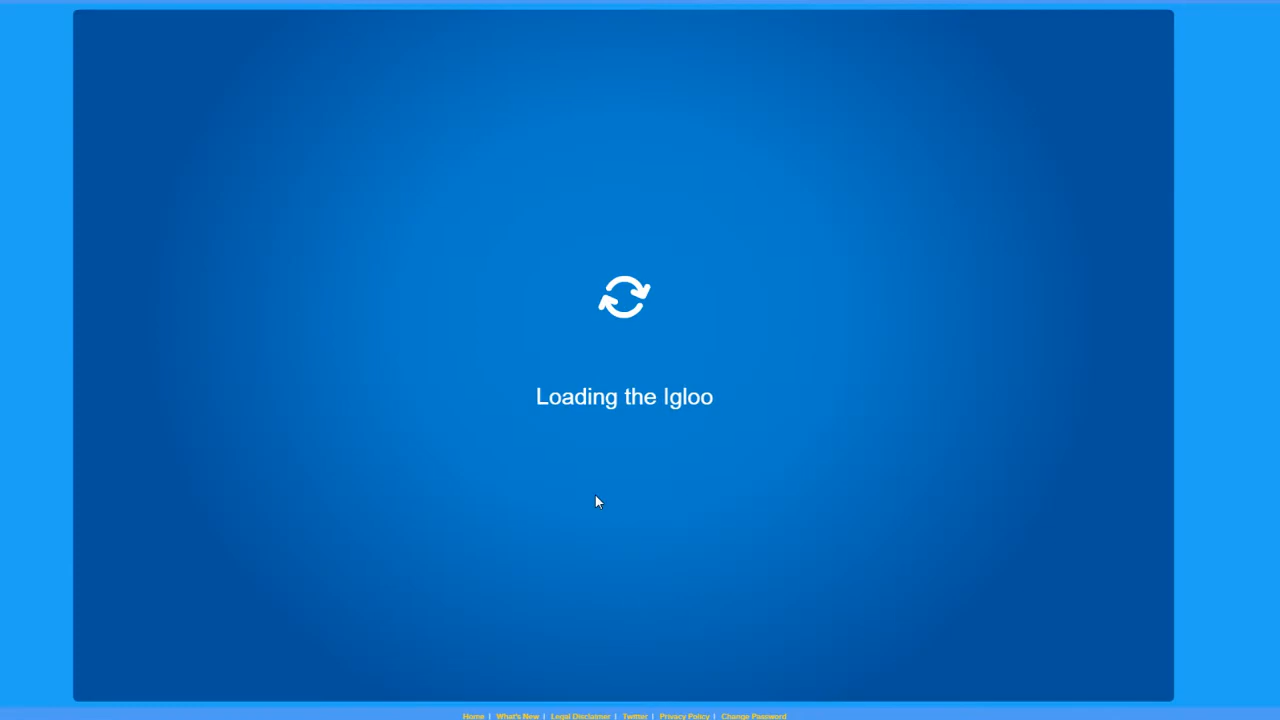 Loading the Igloo
Home | What's New | Legal Disclaimer | Twitter | Privacy Policy | Change Password